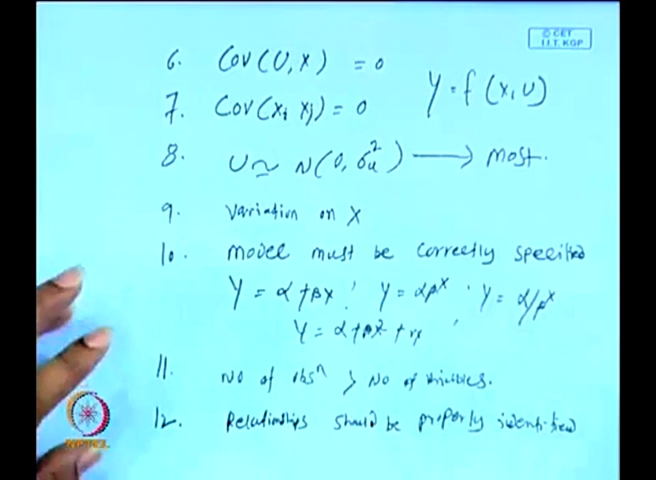 © CET
I.I.T. KGP
6. Cov(U, X) = 0
Y = f(X, U)
7. Cov(Xi Xj) = 0
8. U ≃ N(0, σu²) → most.
9. Variation on X
10. Model must be correctly specified
Y = α + βX ; Y = αβ^X ; Y = α/β^X
Y = α + βX² + γX
11. No of obsⁿ > No of variables.
12. Relationships should be properly identified
NPTEL